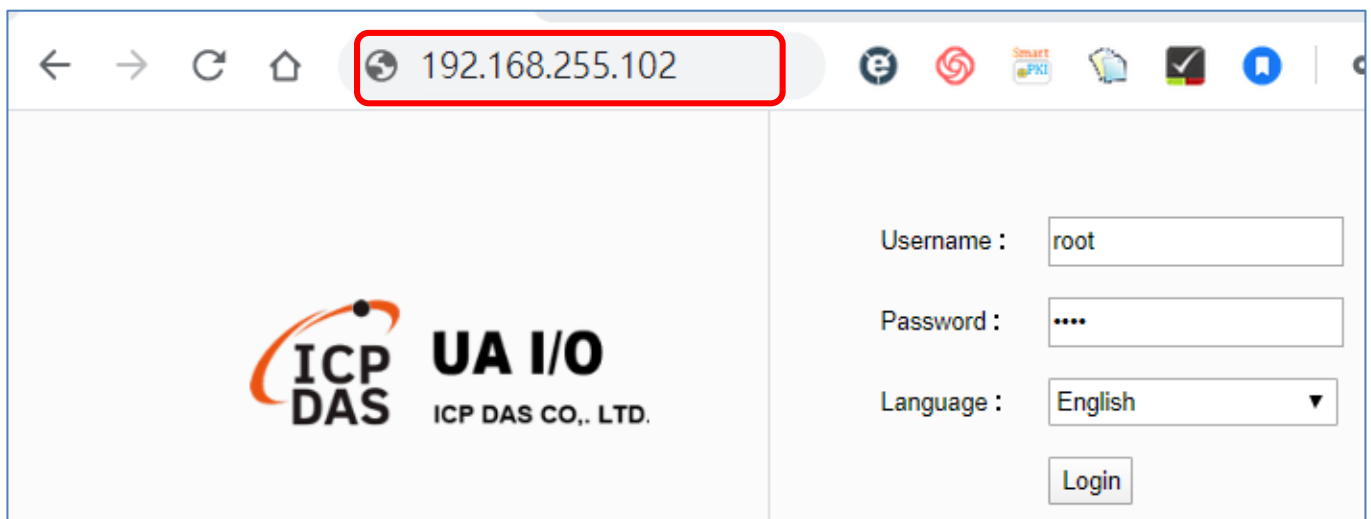 192.168.255.102
Smart
PKI
Username :
root
Password :
••••
Language :
English
Login
ICP
DAS
UA I/O
ICP DAS CO,. LTD.